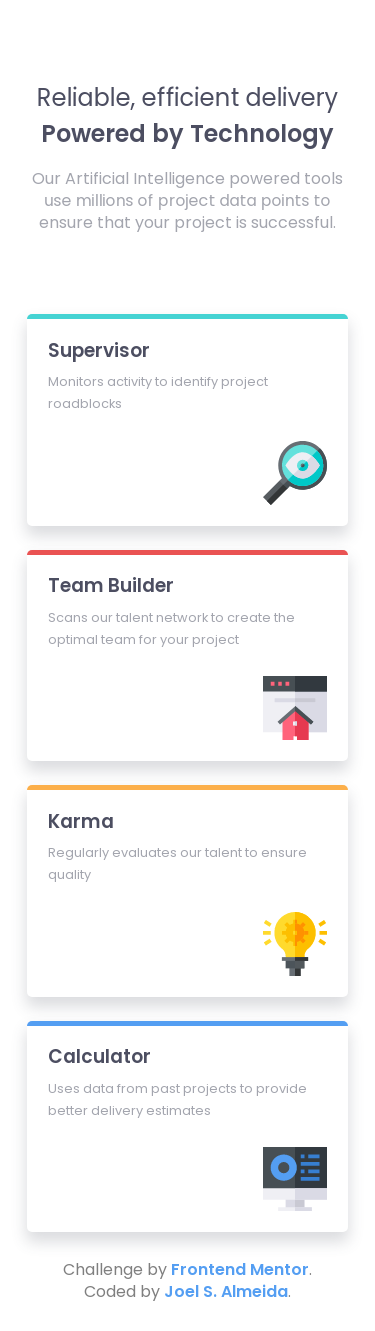 Reliable, efficient delivery
Powered by Technology
Our Artificial Intelligence powered tools
use millions of project data points to
ensure that your project is successful.
Supervisor
Monitors activity to identify project
roadblocks
Team Builder
Scans our talent network to create the
optimal team for your project
Karma
Regularly evaluates our talent to ensure
quality
Calculator
Uses data from past projects to provide
better delivery estimates
Challenge by Frontend Mentor.
Coded by Joel S. Almeida.